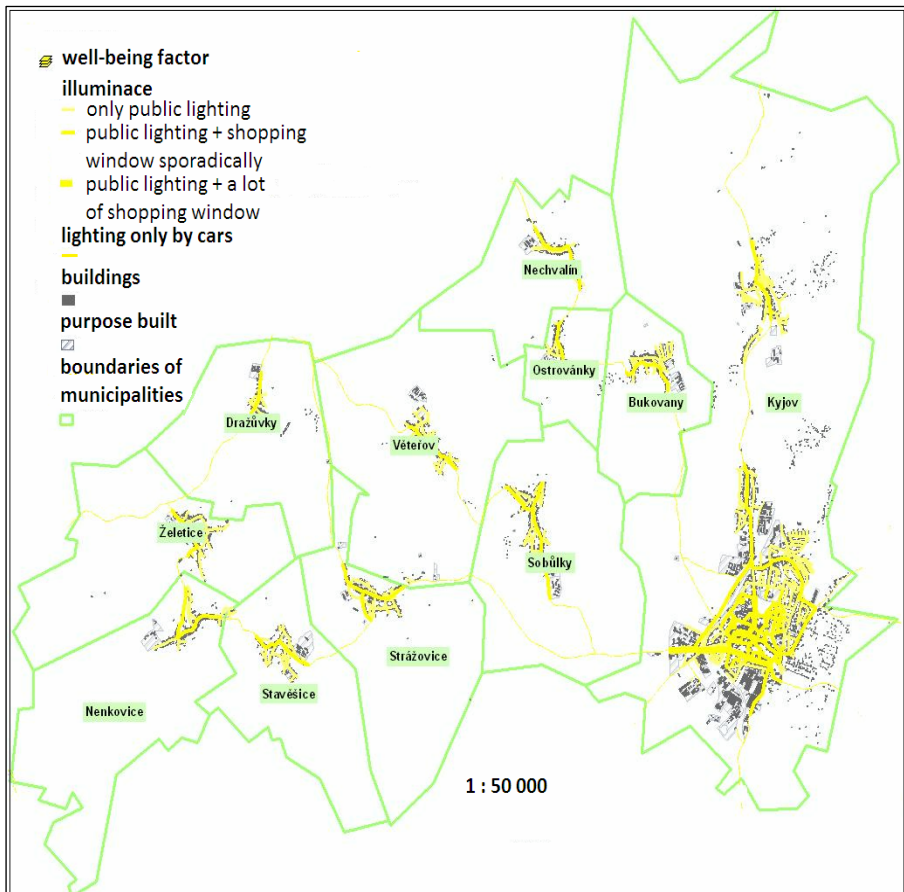 well-being factor
illuminace
only public lighting
public lighting + shopping
window sporadically
public lighting + a lot
of shopping window
lighting only by cars
buildings
purpose built
boundaries of
municipalities
Nechvalín
Ostrovánky
Bukovany
Kyjov
Dražůvky
Věteřov
Želetice
Sobůlky
Strážovice
Stavěšice
Nenkovice
1 : 50 000